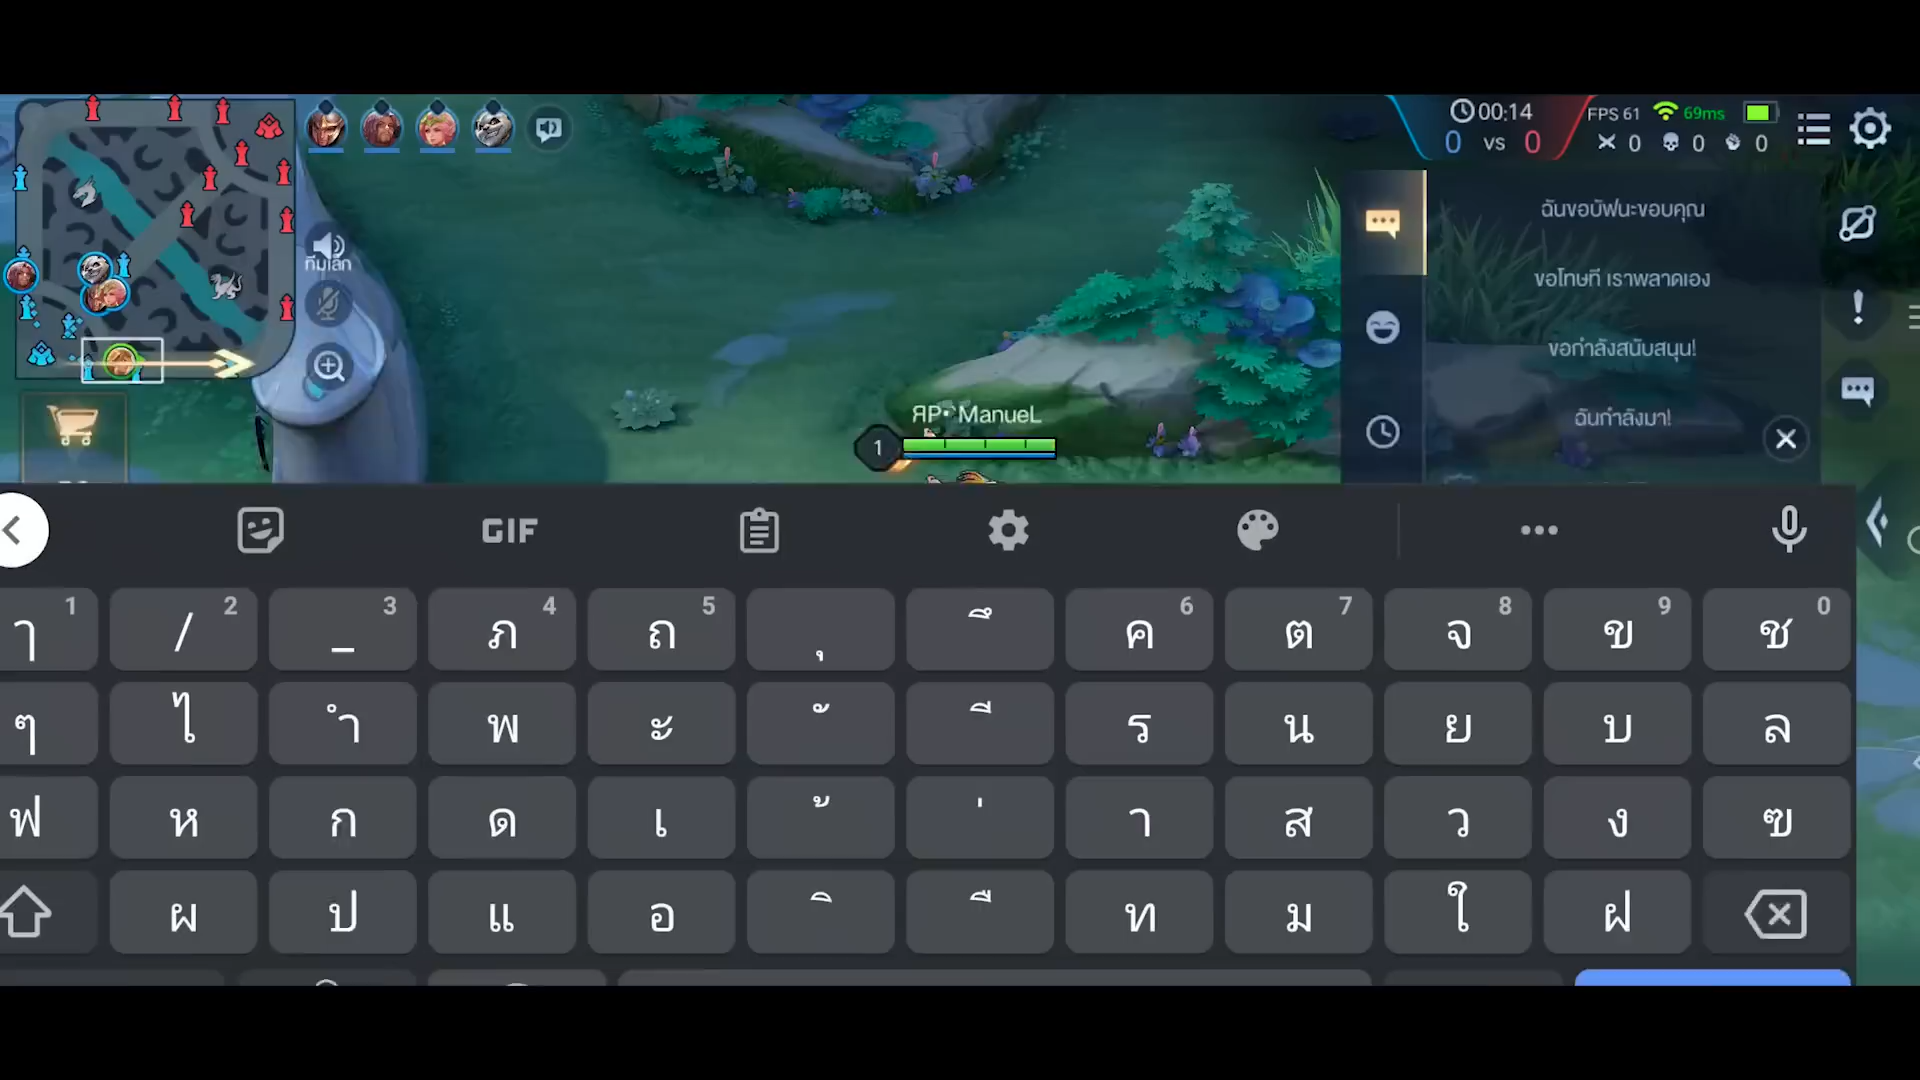 00:14
FPS 61
69ms
0 vs 0
0
0
0
ทีมเล็ก
ฉันขอบัฟนะขอบคุณ
ขอโทษที เราพลาดเอง
ขอกำลังสนับสนุน!
ฉันกำลังมา!
ЯP• ManueL
1
GIF
ๅ 1 / 2 _ 3 ภ 4 ถ 5 ุ ึ ค 6 ต 7 จ 8 ข 9 ช 0
ๆ ไ ำ พ ะ ั ี ร น ย บ ล
ฟ ห ก ด เ ้ ่ า ส ว ง ฃ
ผ ป แ อ ิ ื ท ม ใ ฝ